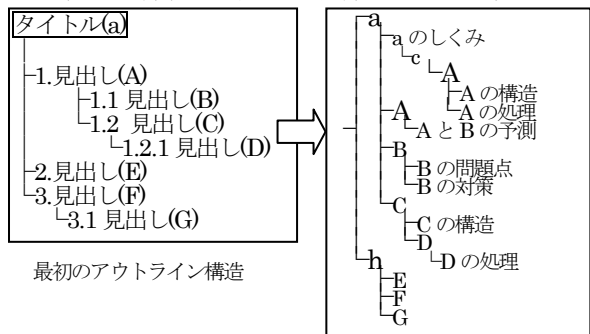 タイトル(a)
1.見出し(A)
1.1 見出し(B)
1.2 見出し(C)
1.2.1 見出し(D)
2.見出し(E)
3.見出し(F)
3.1 見出し(G)
最初のアウトライン構造
a
a のしくみ
c
A
A の構造
A の処理
A
A と B の予測
B
B の問題点
B の対策
C
C の構造
D
D の処理
h
E
F
G